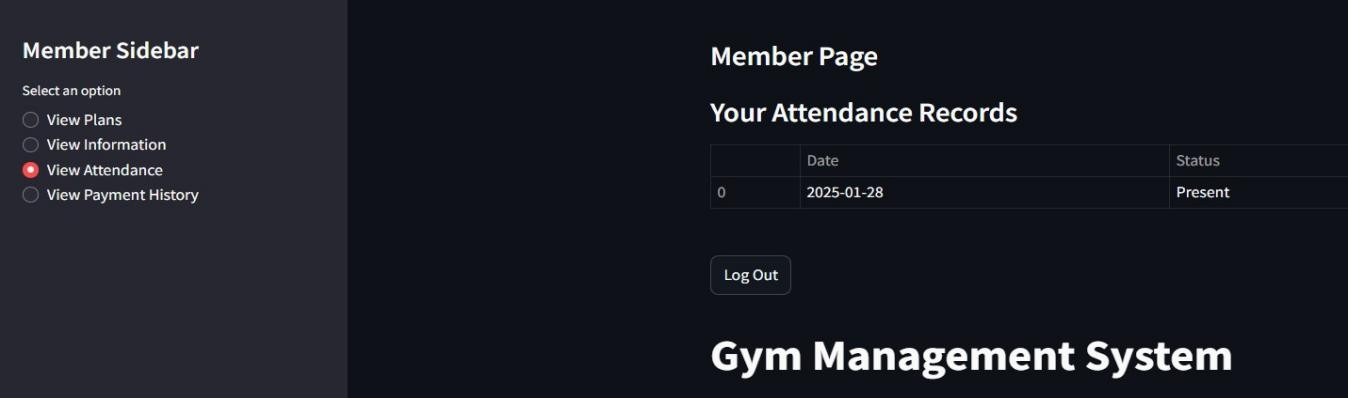 Member Sidebar
Select an option
View Plans
View Information
View Attendance
View Payment History
Member Page
Your Attendance Records
Date Status
0 2025-01-28 Present
Log Out
Gym Management System